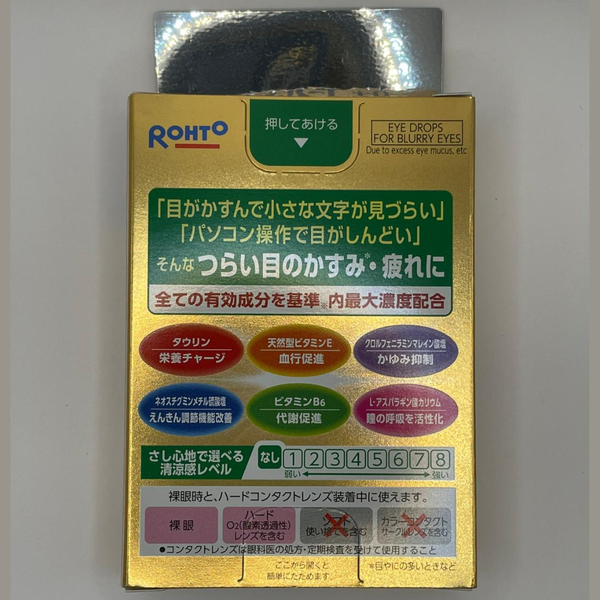 ROHTO
押してあける
EYE DROPS
FOR BLURRY EYES
Due to excess eye mucus, etc
「目がかすんで小さな文字が見づらい」
「パソコン操作で目がしんどい」
そんな つらい目のかすみ※・疲れに
全ての有効成分を基準※内最大濃度配合
タウリン
栄養チャージ
天然型ビタミンE
血行促進
クロルフェニラミンマレイン酸塩
かゆみ抑制
ネオスチグミンメチル硫酸塩
えんきん調節機能改善
ビタミンB6
代謝促進
L-アスパラギン酸カリウム
瞳の呼吸を活性化
さし心地で選べる
清涼感レベル
なし 1 2 3 4 5 6 7 8
弱い 強い
裸眼時と、ハードコンタクトレンズ装着中に使えます。
裸眼
ハード
O2(酸素透過性)
レンズを含む
使い捨てを含む
カラーコンタクト
サークルレンズを含む
●コンタクトレンズは眼科医の処方・定期検査を受けて使用すること
ここから開くと
簡単にたためます
※目やにの多いときなど